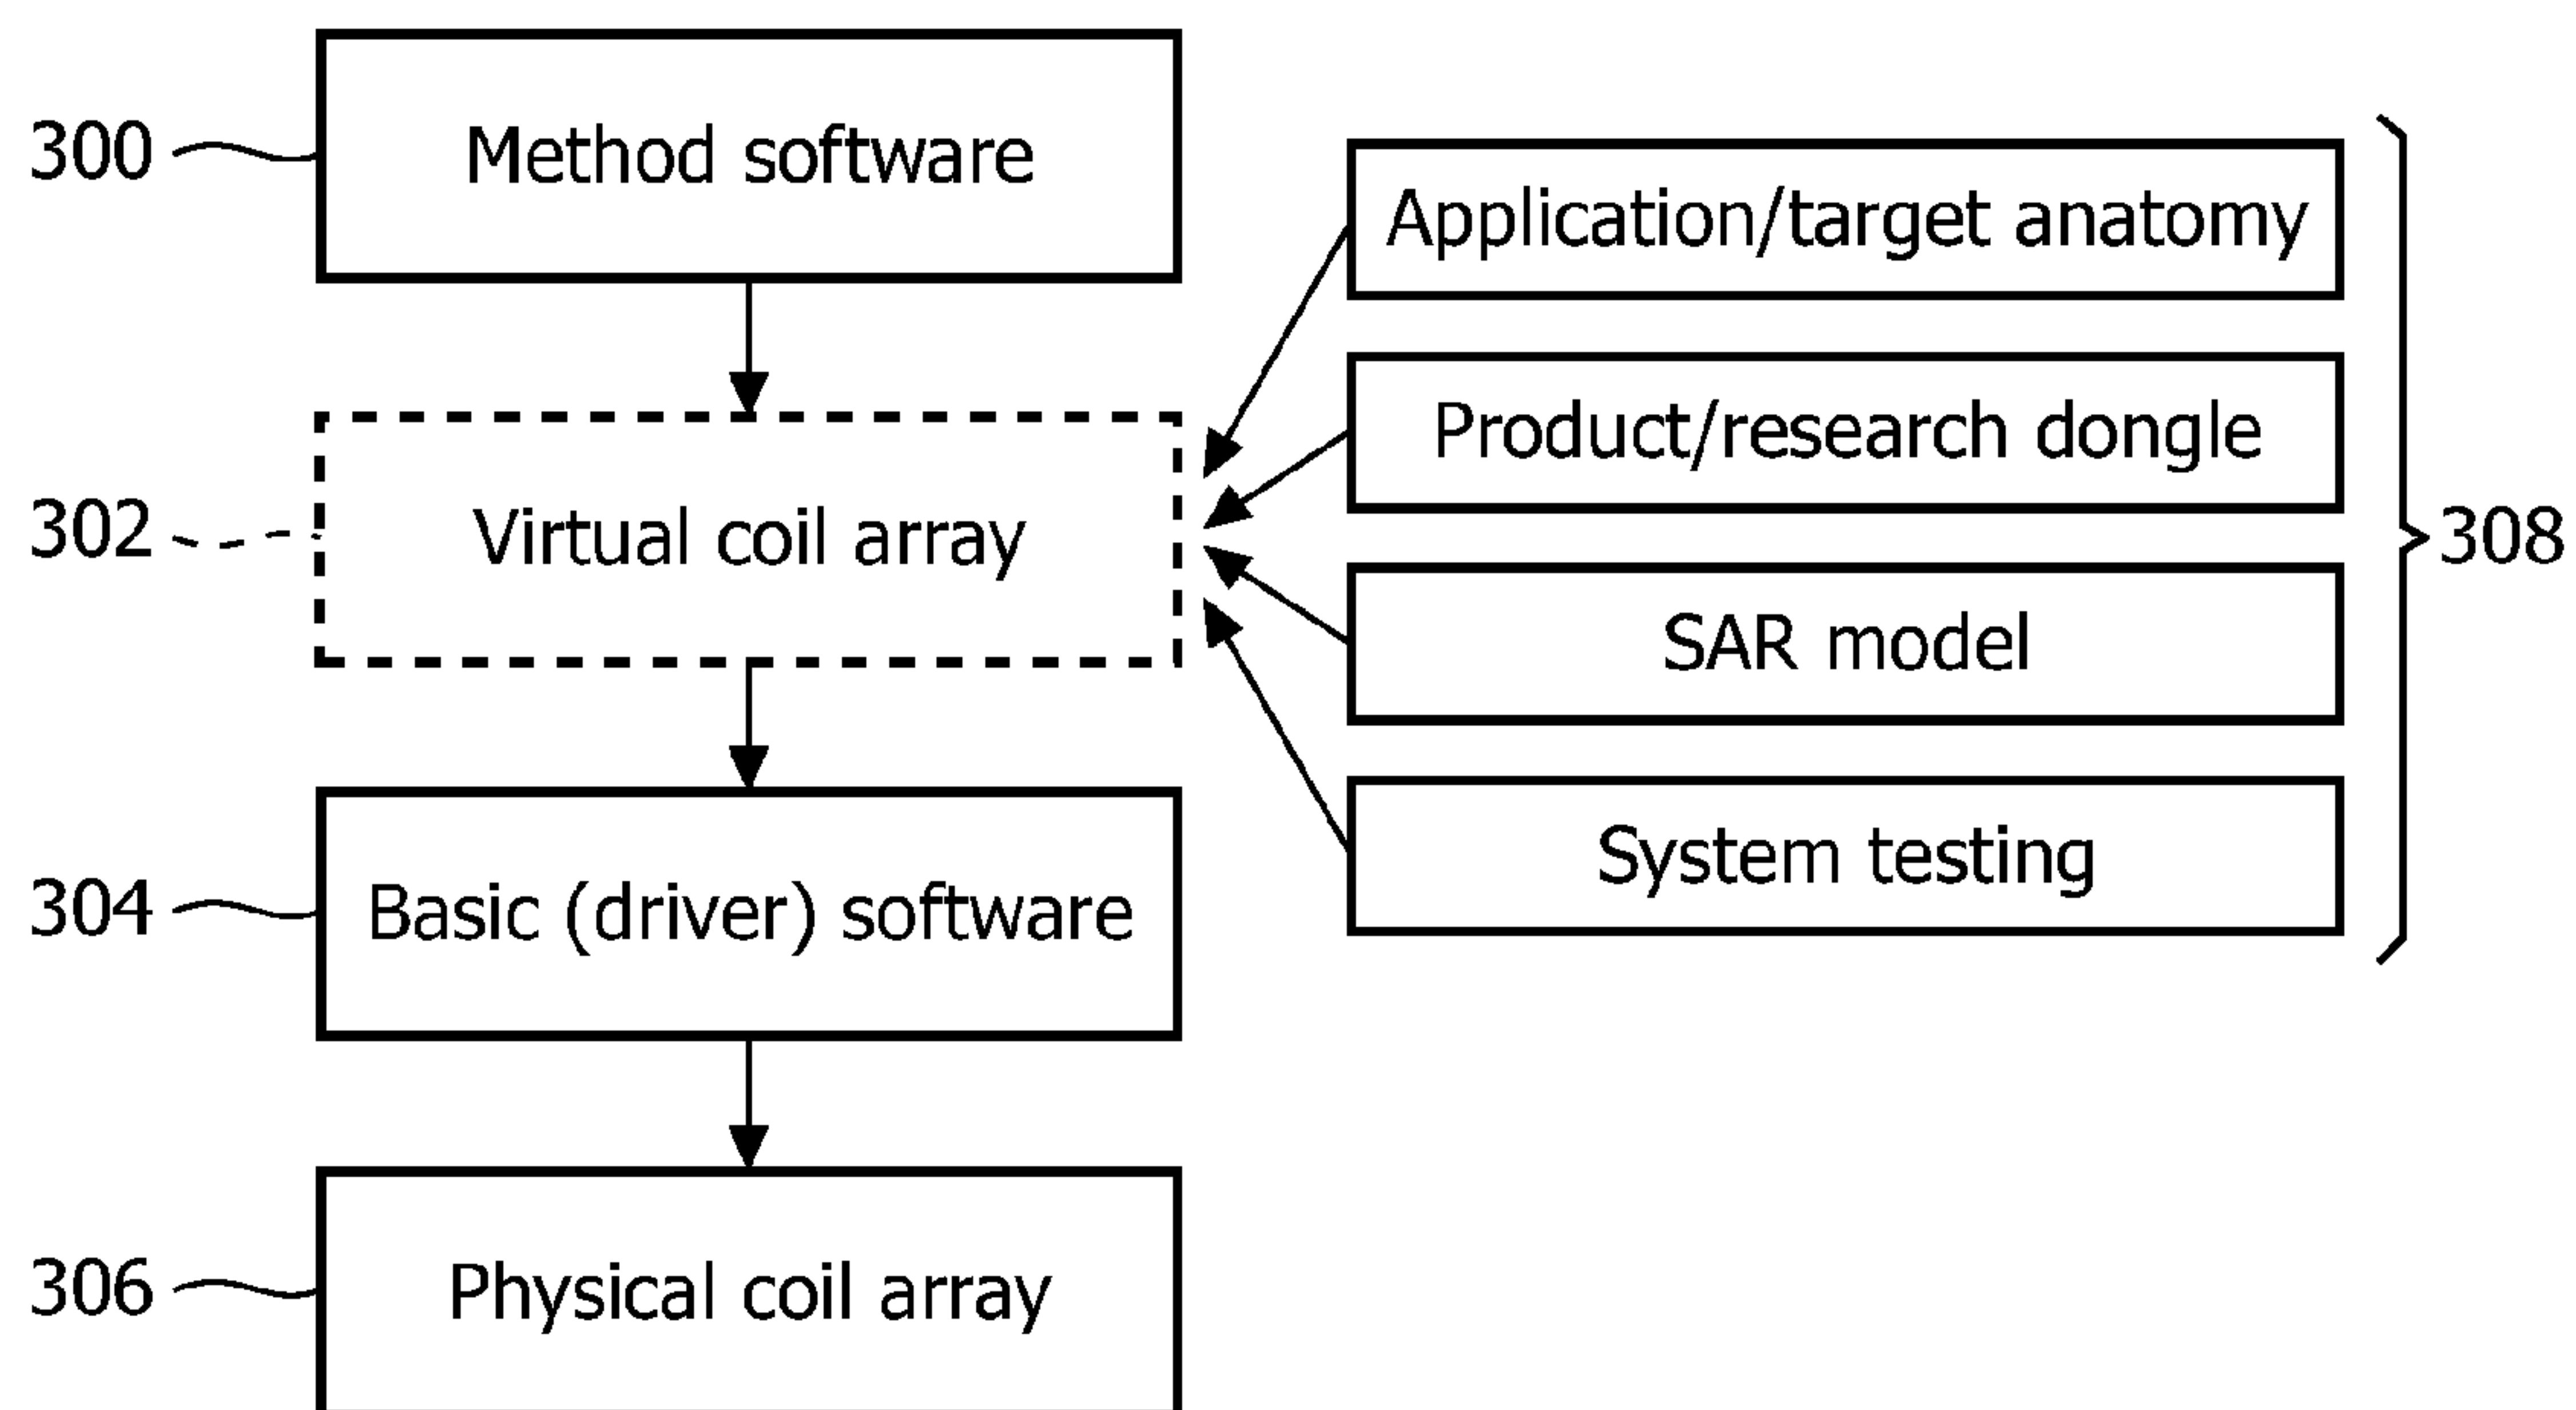 300
Method software
302
Virtual coil array
304
Basic (driver) software
306
Physical coil array
Application/target anatomy
Product/research dongle
SAR model
System testing
308